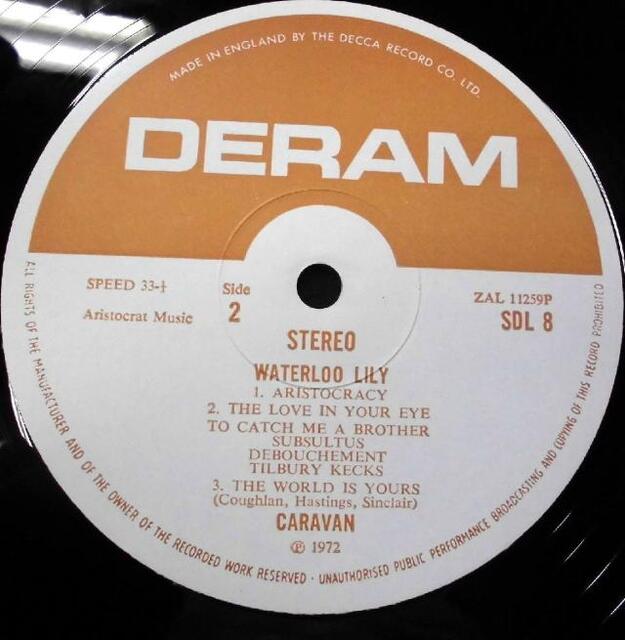 MADE IN ENGLAND BY THE DECCA RECORD CO. LTD.
DERAM
SPEED 33-⅓
Aristocrat Music
Side
2
ZAL 11259P
SDL 8
STEREO
WATERLOO LILY
1. ARISTOCRACY
2. THE LOVE IN YOUR EYE
TO CATCH ME A BROTHER
SUBSULTUS
DEBOUCHEMENT
TILBURY KECKS
3. THE WORLD IS YOURS
(Coughlan, Hastings, Sinclair)
CARAVAN
Ⓟ 1972
ALL RIGHTS OF THE MANUFACTURER AND OF THE OWNER OF THE RECORDED WORK RESERVED · UNAUTHORISED PUBLIC PERFORMANCE BROADCASTING AND COPYING OF THIS RECORD PROHIBITED